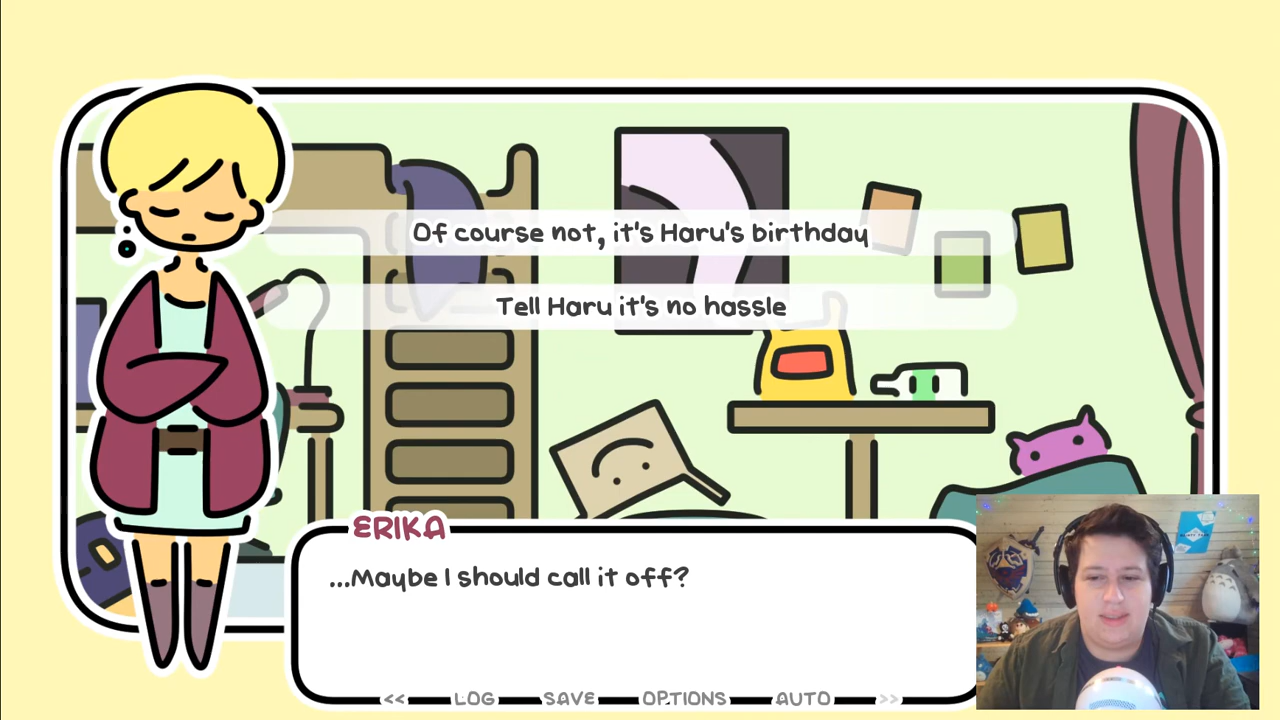 Of course not, it's Haru's birthday
Tell Haru it's no hassle
ERIKA
...Maybe I should call it off?
<< LOG SAVE OPTIONS AUTO >>